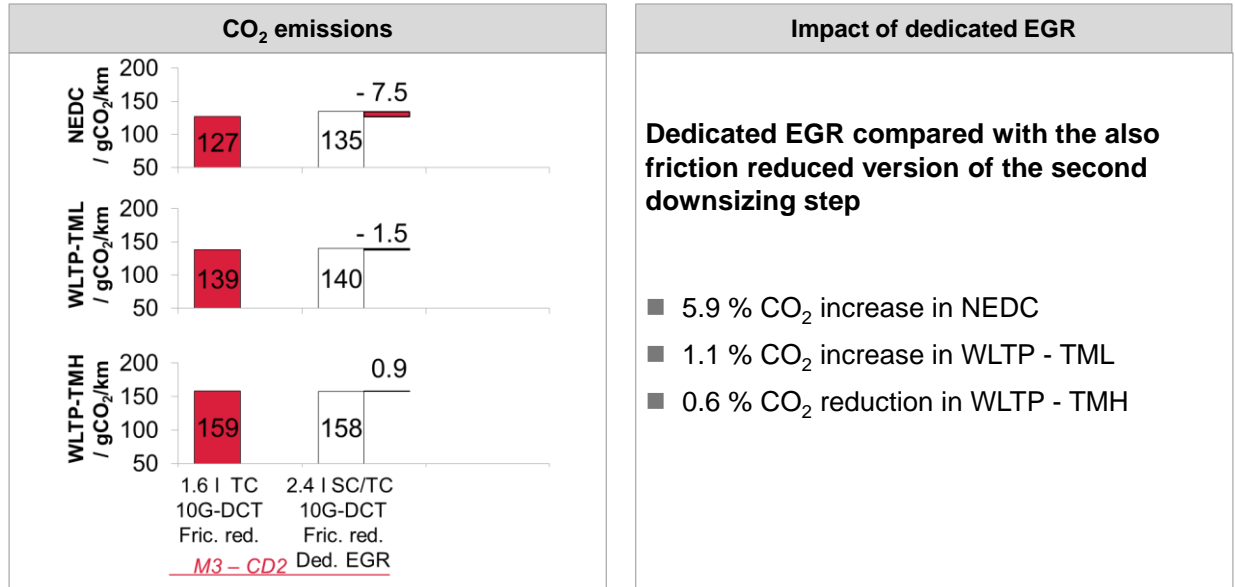 CO₂ emissions
NEDC
/ gCO₂/km
200
150
100
50
127
135
- 7.5
WLTP-TML
/ gCO₂/km
200
150
100
50
139
140
- 1.5
WLTP-TMH
/ gCO₂/km
200
150
100
50
159
158
0.9
1.6 l TC
10G-DCT
Fric. red.
M3 – CD2
2.4 l SC/TC
10G-DCT
Fric. red.
Ded. EGR
Impact of dedicated EGR
Dedicated EGR compared with the also
friction reduced version of the second
downsizing step
■ 5.9 % CO₂ increase in NEDC
■ 1.1 % CO₂ increase in WLTP - TML
■ 0.6 % CO₂ reduction in WLTP - TMH